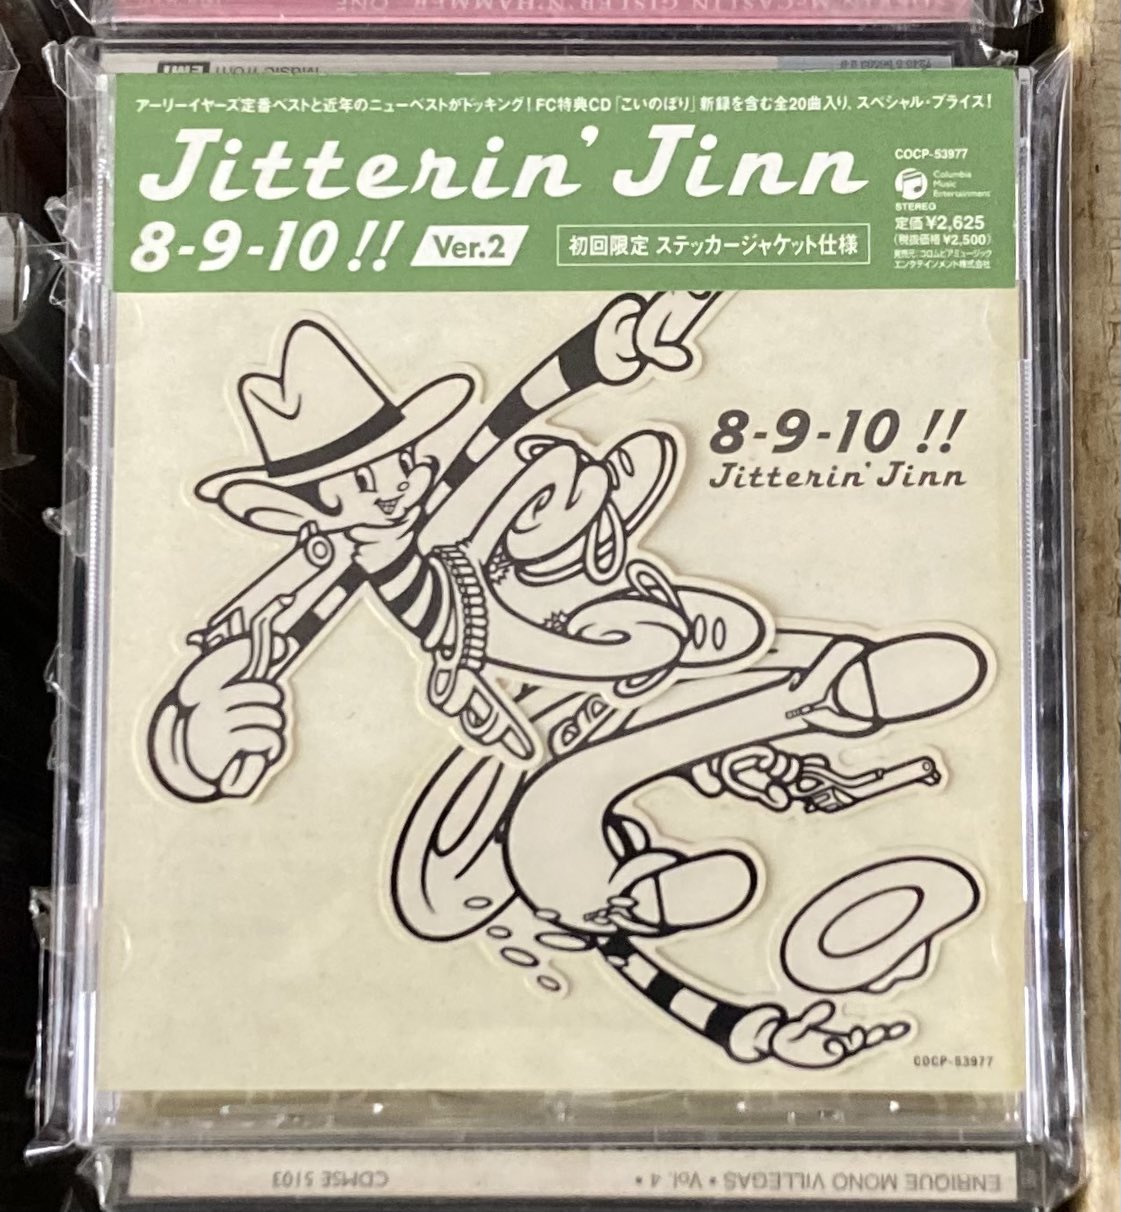 McCASLIN GISLER'N'HAMMER · ONE
Music from EMI
アーリーイヤーズ定番ベストと近年のニューベストがドッキング!FC特典CD「こいのぼり」新録を含む全20曲入り、スペシャル・プライス!
Jitterin' Jinn
8-9-10!! Ver.2
初回限定 ステッカージャケット仕様
COCP-53977
Columbia
Music
Entertainment
STEREO
定価¥2,625
(税抜価格 ¥2,500)
発売元:コロムビアミュージック
エンタテインメント株式会社
8-9-10!!
Jitterin' Jinn
COCP-53977
ENRIQUE MONO VILLEGAS • Vol. 4 •
CDMSE 5103